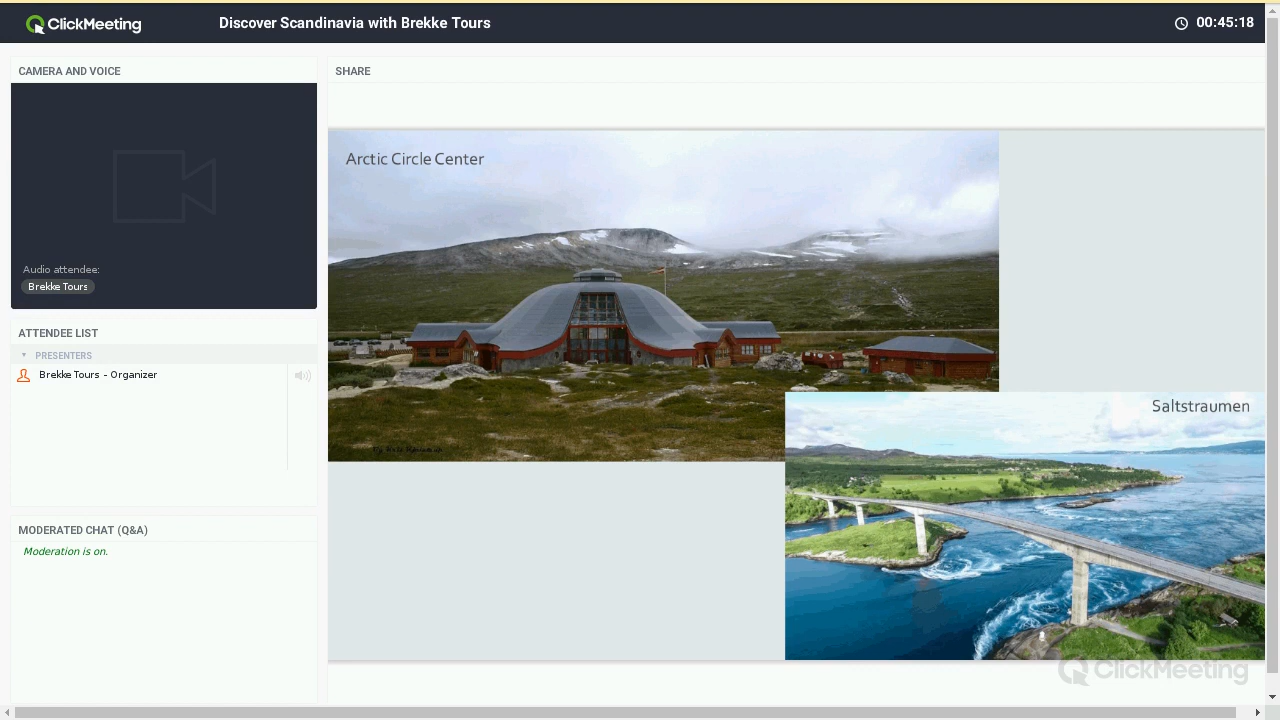 ClickMeeting
Discover Scandinavia with Brekke Tours
00:45:18
CAMERA AND VOICE
Audio attendee:
Brekke Tours
ATTENDEE LIST
PRESENTERS
Brekke Tours - Organizer
MODERATED CHAT (Q&A)
Moderation is on.
SHARE
Arctic Circle Center
Saltstraumen
ClickMeeting